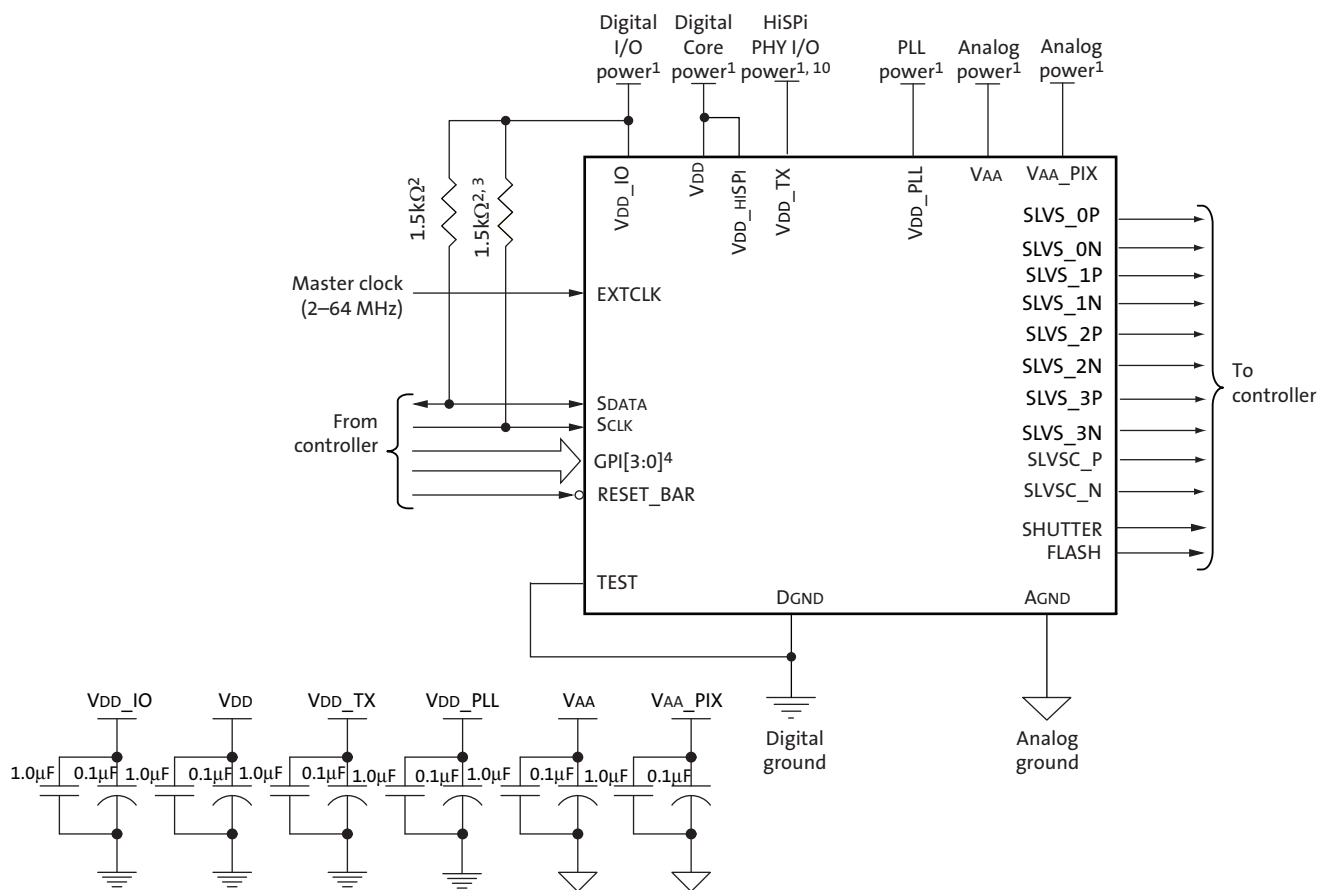 Digital
I/O
power1
Digital
Core
power1
HiSPi
PHY I/O
power1, 10
PLL
power1
Analog
power1
Analog
power1
1.5kΩ2
1.5kΩ2, 3
VDD_IO
VDD
VDD_HiSPi
VDD_TX
VDD_PLL
VAA
VAA_PIX
Master clock
(2–64 MHz)
EXTCLK
From
controller
SDATA
SCLK
GPI[3:0]4
RESET_BAR
TEST
SLVS_0P
SLVS_0N
SLVS_1P
SLVS_1N
SLVS_2P
SLVS_2N
SLVS_3P
SLVS_3N
SLVSC_P
SLVSC_N
SHUTTER
FLASH
To
controller
DGND
AGND
Digital
ground
Analog
ground
VDD_IO VDD VDD_TX VDD_PLL VAA VAA_PIX
1.0µF 0.1µF 1.0µF 0.1µF 1.0µF 0.1µF 1.0µF 0.1µF 1.0µF 0.1µF 1.0µF 0.1µF